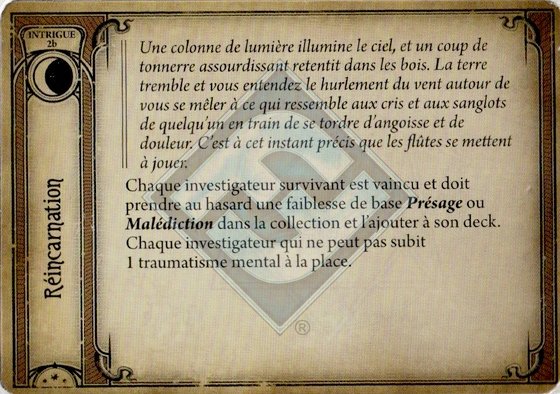 INTRIGUE
2b
Réincarnation
Une colonne de lumière illumine le ciel, et un coup de
tonnerre assourdissant retentit dans les bois. La terre
tremble et vous entendez le hurlement du vent autour de
vous se mêler à ce qui ressemble aux cris et aux sanglots
de quelqu'un en train de se tordre d'angoisse et de
douleur. C'est à cet instant précis que les flûtes se mettent
à jouer.
Chaque investigateur survivant est vaincu et doit
prendre au hasard une faiblesse de base Présage ou
Malédiction dans la collection et l'ajouter à son deck.
Chaque investigateur qui ne peut pas subit
1 traumatisme mental à la place.
®